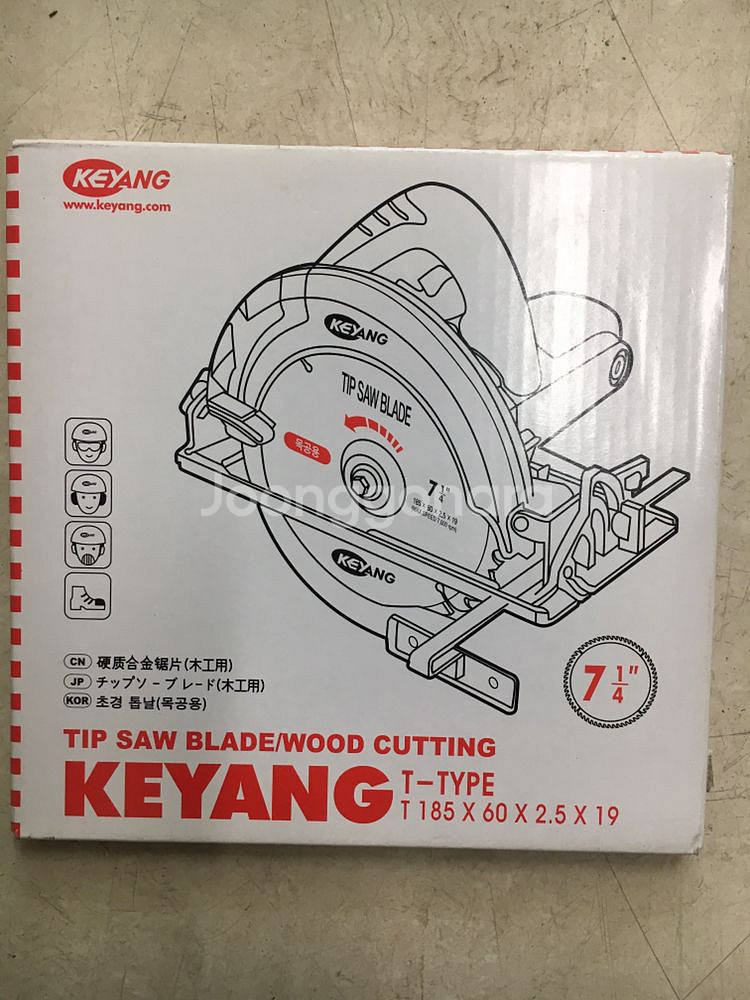 KEYANG
www.keyang.com
KEYANG
TIP SAW BLADE
목공용
7 1/4"
185 X 60 X 2.5 X 19
Joonggonara
KEYANG
CN 硬质合金锯片(木工用)
JP チップソ-ブレ-ド(木工用)
KOR 초경 톱날(목공용)
7 1/4"
TIP SAW BLADE/WOOD CUTTING
KEYANG
T-TYPE
T 185 X 60 X 2.5 X 19